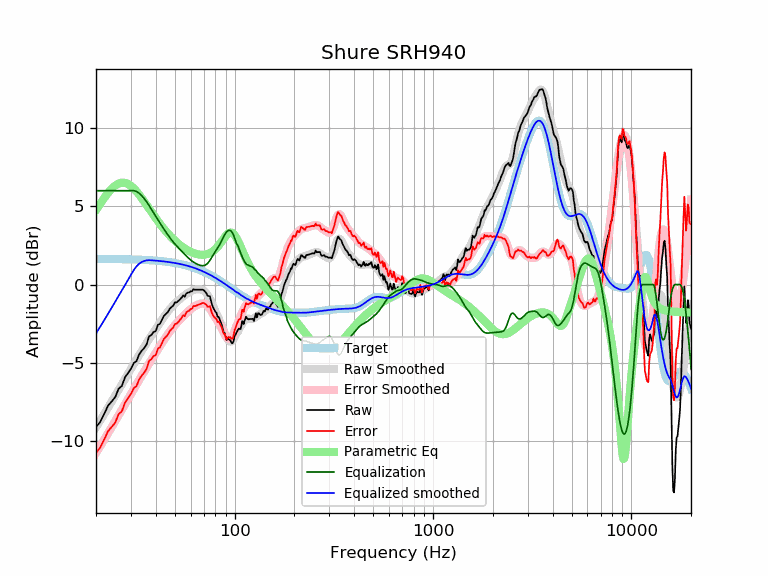 Shure SRH940
Amplitude (dBr)
10
5
0
−5
−10
Target
Raw Smoothed
Error Smoothed
Raw
Error
Parametric Eq
Equalization
Equalized smoothed
100
1000
10000
Frequency (Hz)